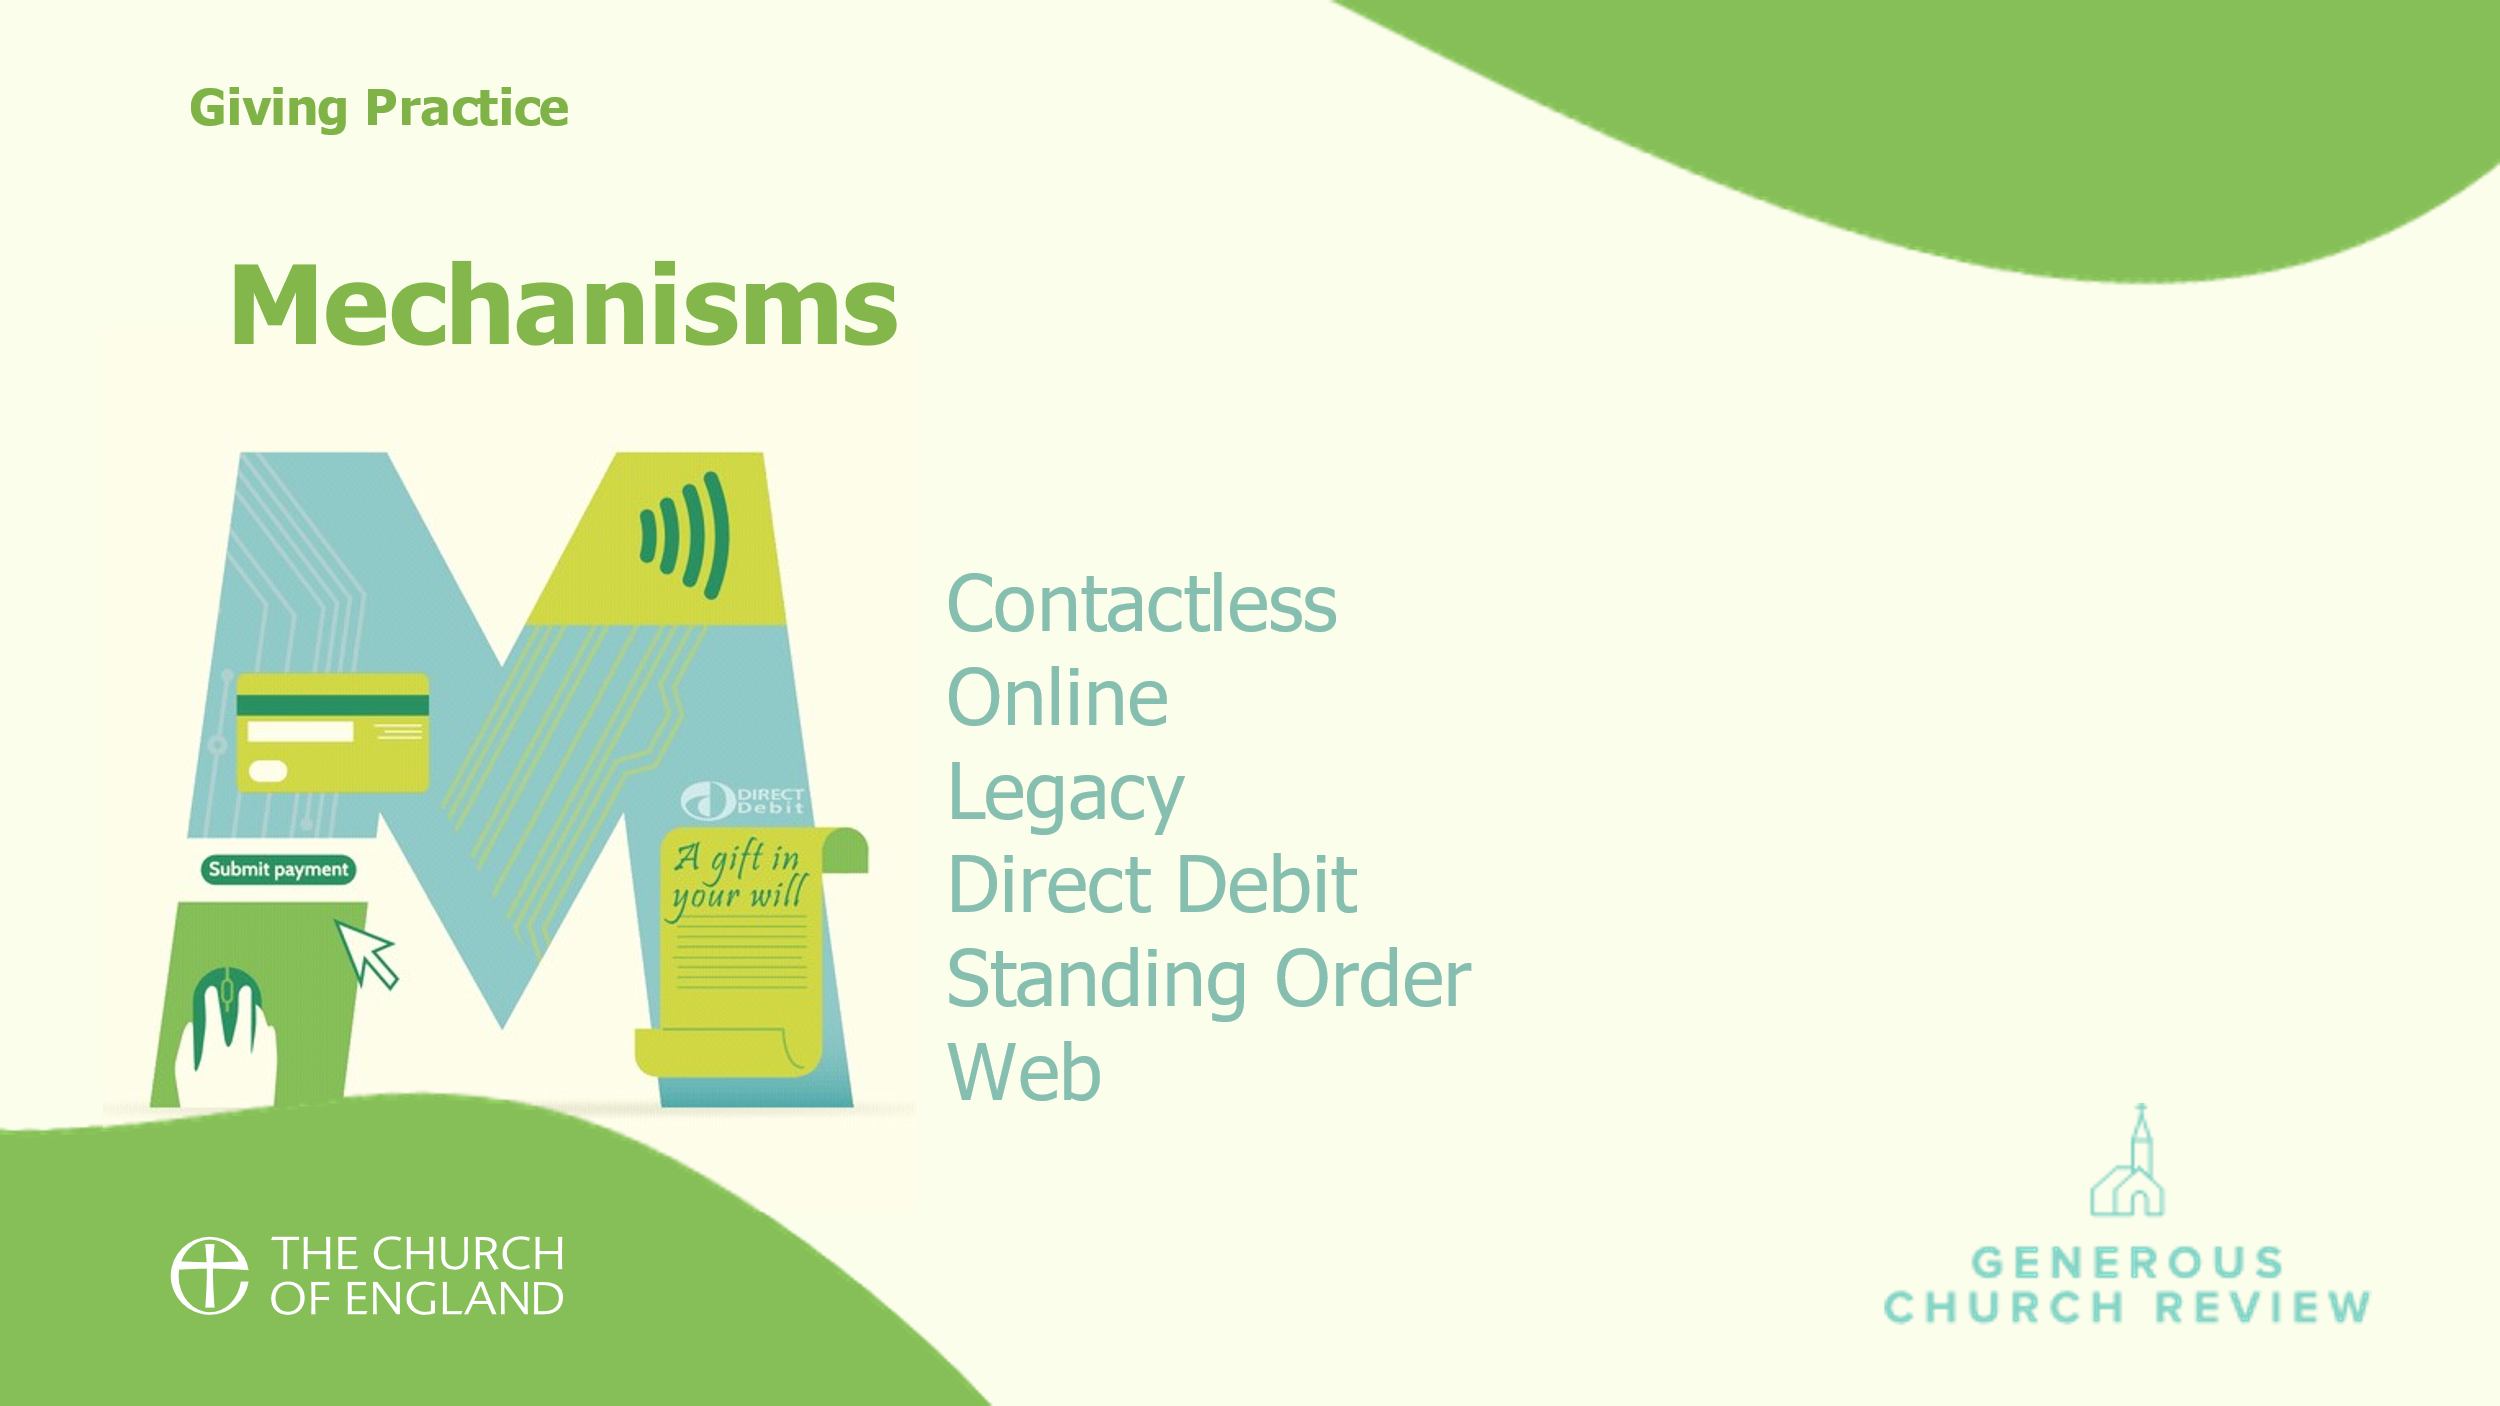 Giving Practice
Mechanisms
DIRECT
Debit
A gift in
your will
Submit payment
Contactless
Online
Legacy
Direct Debit
Standing Order
Web
THE CHURCH
OF ENGLAND
GENEROUS
CHURCH REVIEW